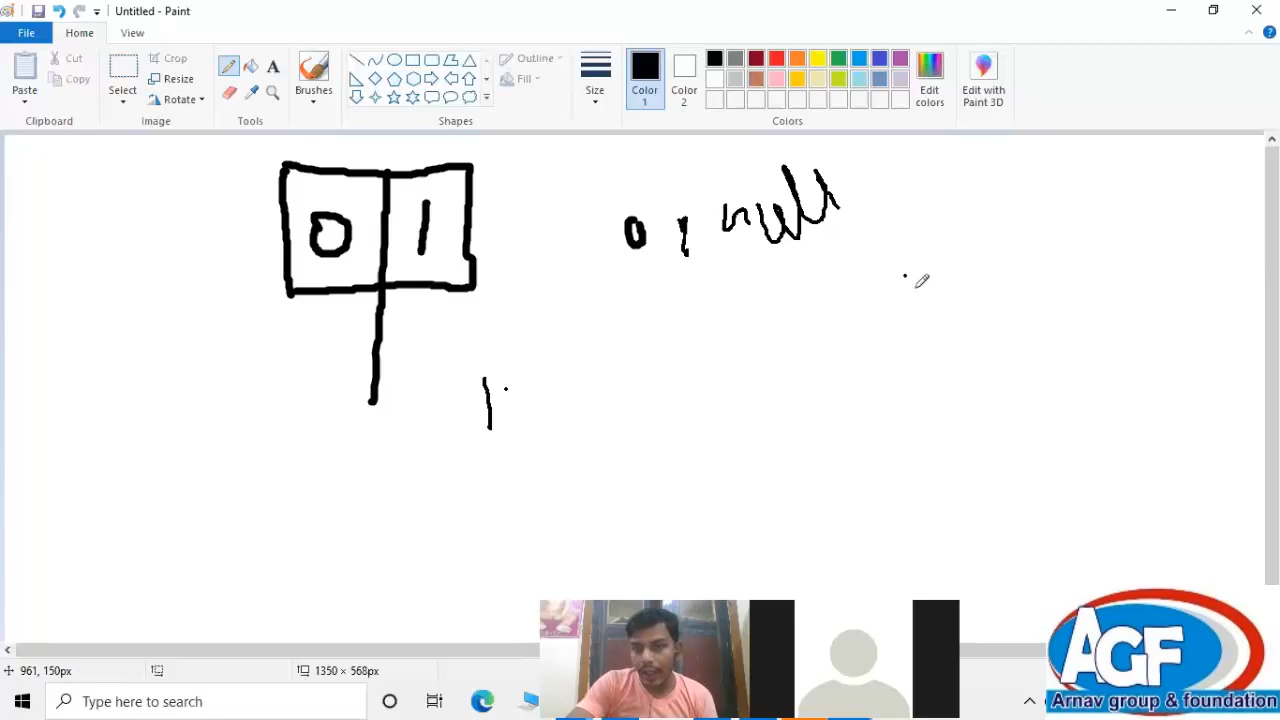 Untitled - Paint
File Home View
Paste Cut Copy
Clipboard
Select Crop Resize Rotate
Image
Tools
Brushes
Shapes
Outline Fill
Size
Color 1 Color 2
Edit colors
Edit with Paint 3D
Colors
0 1 0 : null
961, 150px 1350 × 568px
Type here to search
AGF
Arnav group & foundation